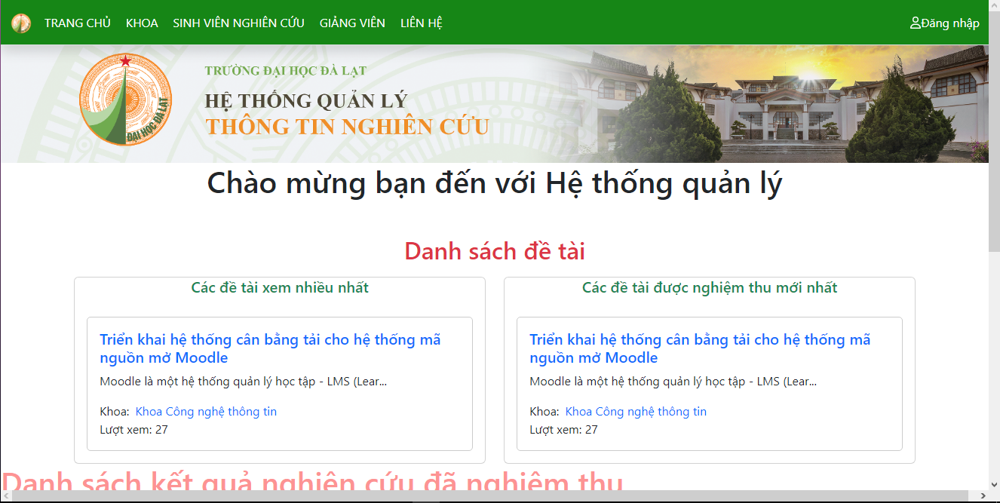 TRANG CHỦ KHOA SINH VIÊN NGHIÊN CỨU GIẢNG VIÊN LIÊN HỆ Đăng nhập
TRƯỜNG ĐẠI HỌC ĐÀ LẠT
HỆ THỐNG QUẢN LÝ
THÔNG TIN NGHIÊN CỨU
ĐẠI HỌC ĐÀ LẠT
Chào mừng bạn đến với Hệ thống quản lý
Danh sách đề tài
Các đề tài xem nhiều nhất
Triển khai hệ thống cân bằng tải cho hệ thống mã
nguồn mở Moodle
Moodle là một hệ thống quản lý học tập - LMS (Lear...
Khoa: Khoa Công nghệ thông tin
Lượt xem: 27
Các đề tài được nghiệm thu mới nhất
Triển khai hệ thống cân bằng tải cho hệ thống mã
nguồn mở Moodle
Moodle là một hệ thống quản lý học tập - LMS (Lear...
Khoa: Khoa Công nghệ thông tin
Lượt xem: 27
Danh sách kết quả nghiên cứu đã nghiệm thu